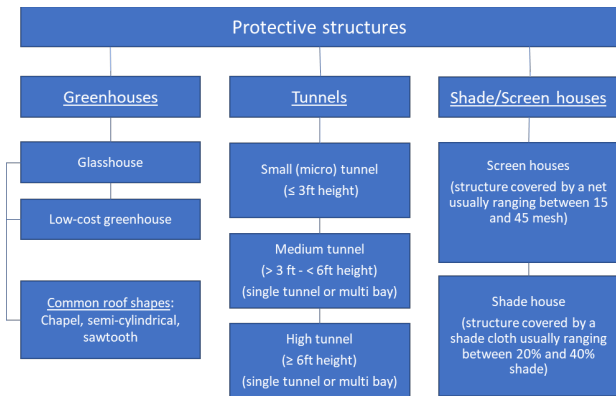 Protective structures
Greenhouses
Glasshouse
Low-cost greenhouse
Common roof shapes:
Chapel, semi-cylindrical,
sawtooth
Tunnels
Small (micro) tunnel
(≤ 3ft height)
Medium tunnel
(> 3 ft - < 6ft height)
(single tunnel or multi bay)
High tunnel
(≥ 6ft height)
(single tunnel or multi bay)
Shade/Screen houses
Screen houses
(structure covered by a net
usually ranging between 15
and 45 mesh)
Shade house
(structure covered by a
shade cloth usually ranging
between 20% and 40%
shade)